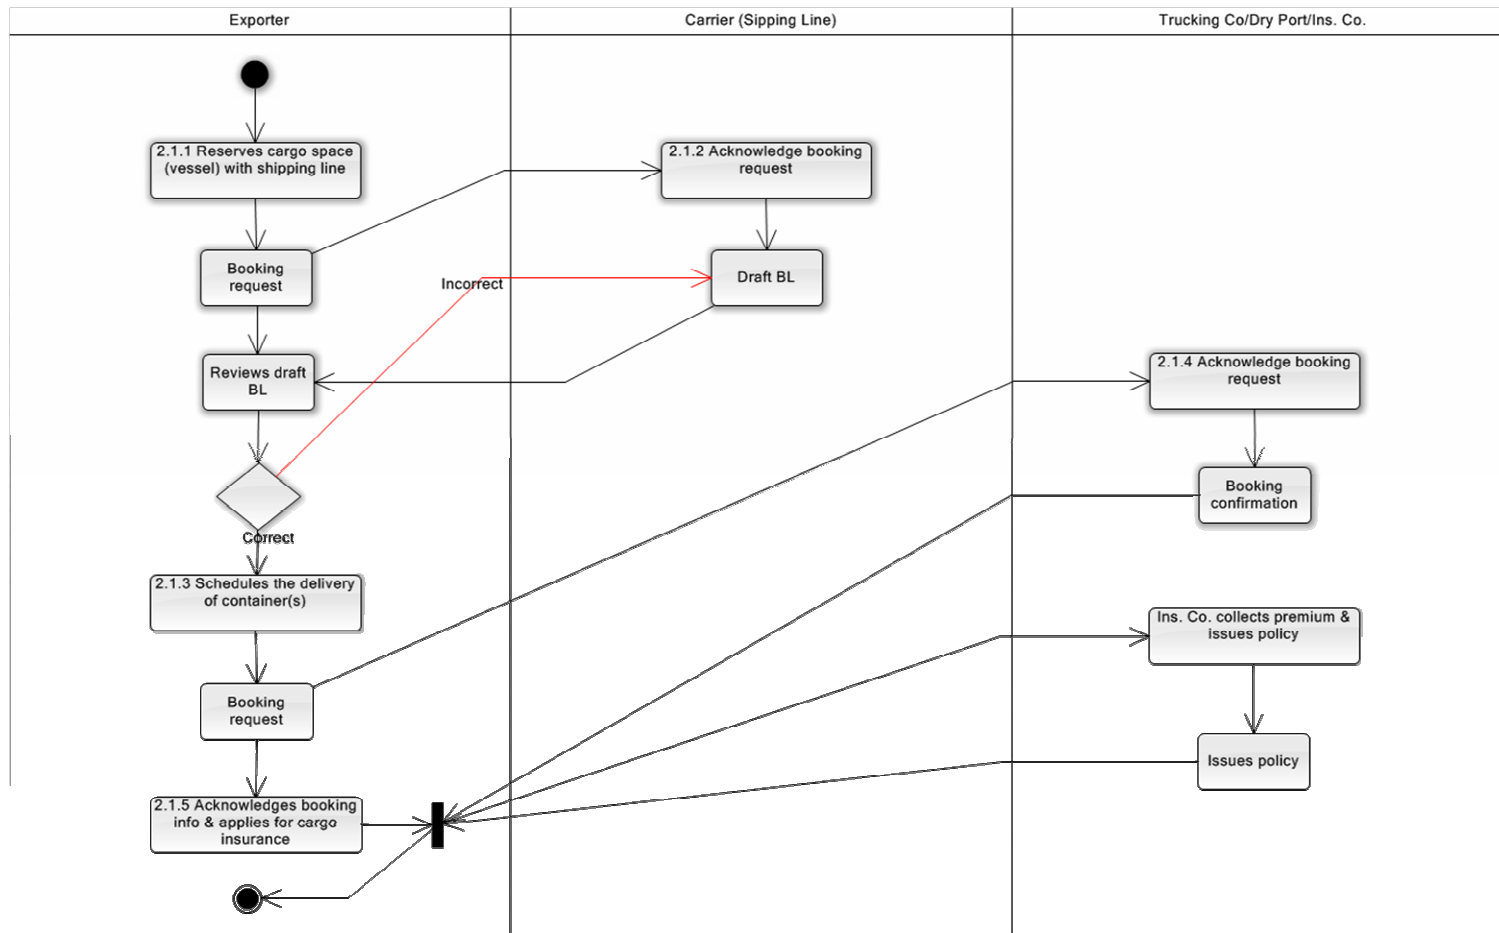 Exporter
Carrier (Sipping Line)
Trucking Co/Dry Port/Ins. Co.
2.1.1 Reserves cargo space
(vessel) with shipping line
2.1.2 Acknowledge booking
request
Booking
request
Incorrect
Draft BL
Reviews draft
BL
2.1.4 Acknowledge booking
request
Booking
confirmation
Correct
2.1.3 Schedules the delivery
of container(s)
Ins. Co. collects premium &
issues policy
Booking
request
Issues policy
2.1.5 Acknowledges booking
info & applies for cargo
insurance